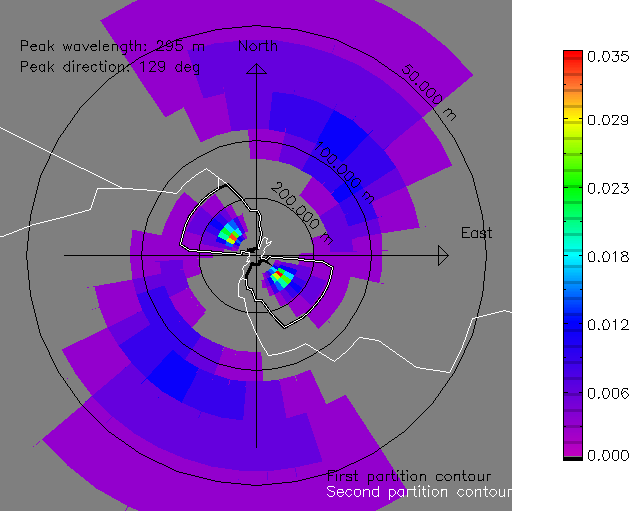 Peak wavelength: 295 m
North
Peak direction: 129 deg
50.000 m
100.000 m
200.000 m
East
First partition contour
Second partition contour
0.035
0.029
0.023
0.018
0.012
0.006
0.000